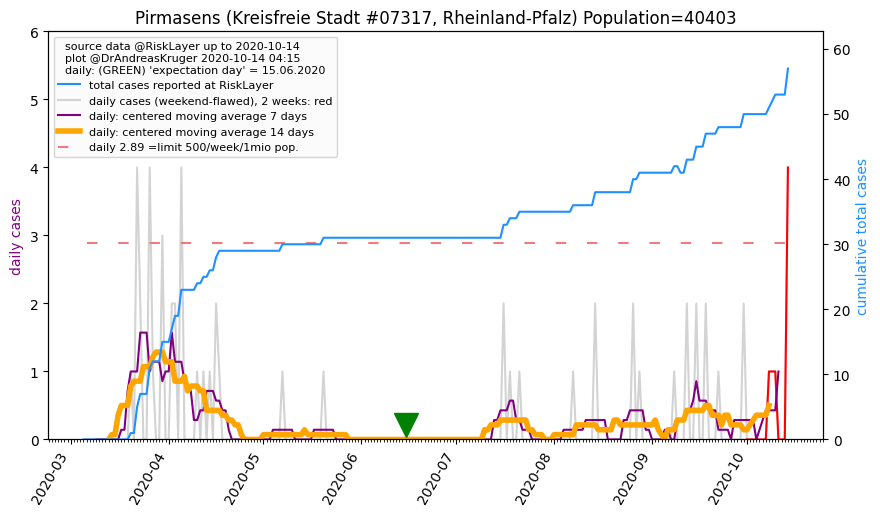 Pirmasens (Kreisfreie Stadt #07317, Rheinland-Pfalz) Population=40403
source data @RiskLayer up to 2020-10-14
plot @DrAndreasKruger 2020-10-14 04:15
daily: (GREEN) 'expectation day' = 15.06.2020
total cases reported at RiskLayer
daily cases (weekend-flawed), 2 weeks: red
daily: centered moving average 7 days
daily: centered moving average 14 days
daily 2.89 =limit 500/week/1mio pop.
daily cases
6
5
4
3
2
1
0
cumulative total cases
60
50
40
30
20
10
0
2020-03
2020-04
2020-05
2020-06
2020-07
2020-08
2020-09
2020-10